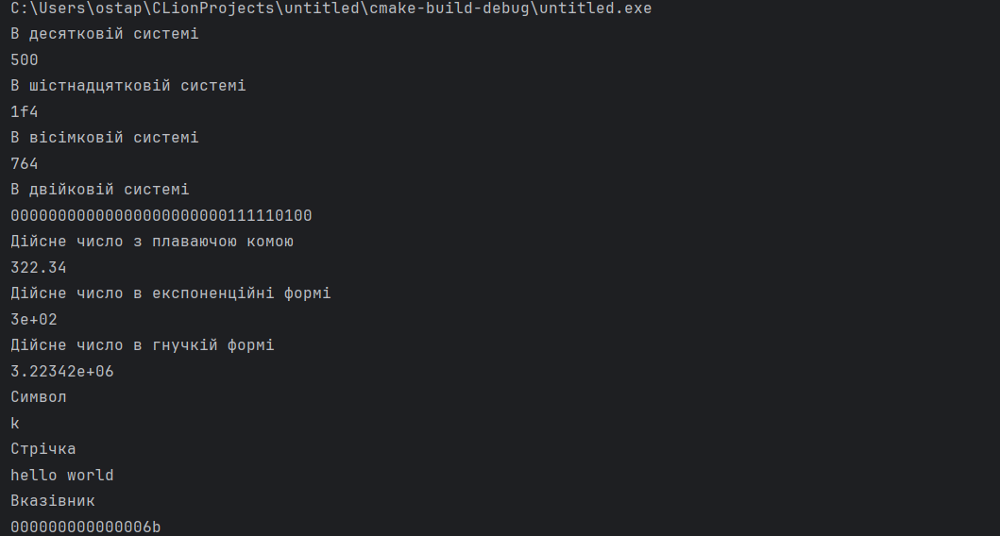 C:\Users\ostap\CLionProjects\untitled\cmake-build-debug\untitled.exe
В десятковій системі
500
В шістнадцятковій системі
1f4
В вісімковій системі
764
В двійковій системі
00000000000000000000000111110100
Дійсне число з плаваючою комою
322.34
Дійсне число в експоненційні формі
3e+02
Дійсне число в гнучкій формі
3.22342e+06
Символ
k
Стрічка
hello world
Вказівник
000000000000006b